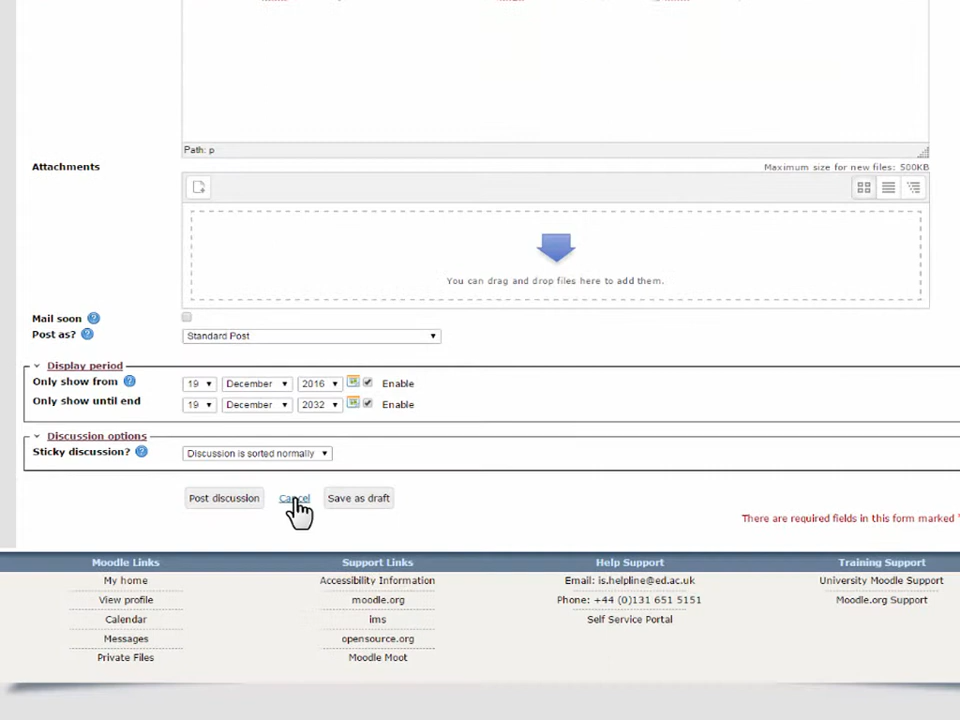 Path: p
Attachments
Maximum size for new files: 500KB
You can drag and drop files here to add them.
Mail soon
Post as?
Standard Post
Display period
Only show from
19 December 2016 Enable
Only show until end
19 December 2032 Enable
Discussion options
Sticky discussion?
Discussion is sorted normally
Post discussion Cancel Save as draft
There are required fields in this form marked
Moodle Links Support Links Help Support Training Support
My home Accessibility Information Email: is.helpline@ed.ac.uk University Moodle Support
View profile moodle.org Phone: +44 (0)131 651 5151 Moodle.org Support
Calendar ims Self Service Portal
Messages opensource.org
Private Files Moodle Moot